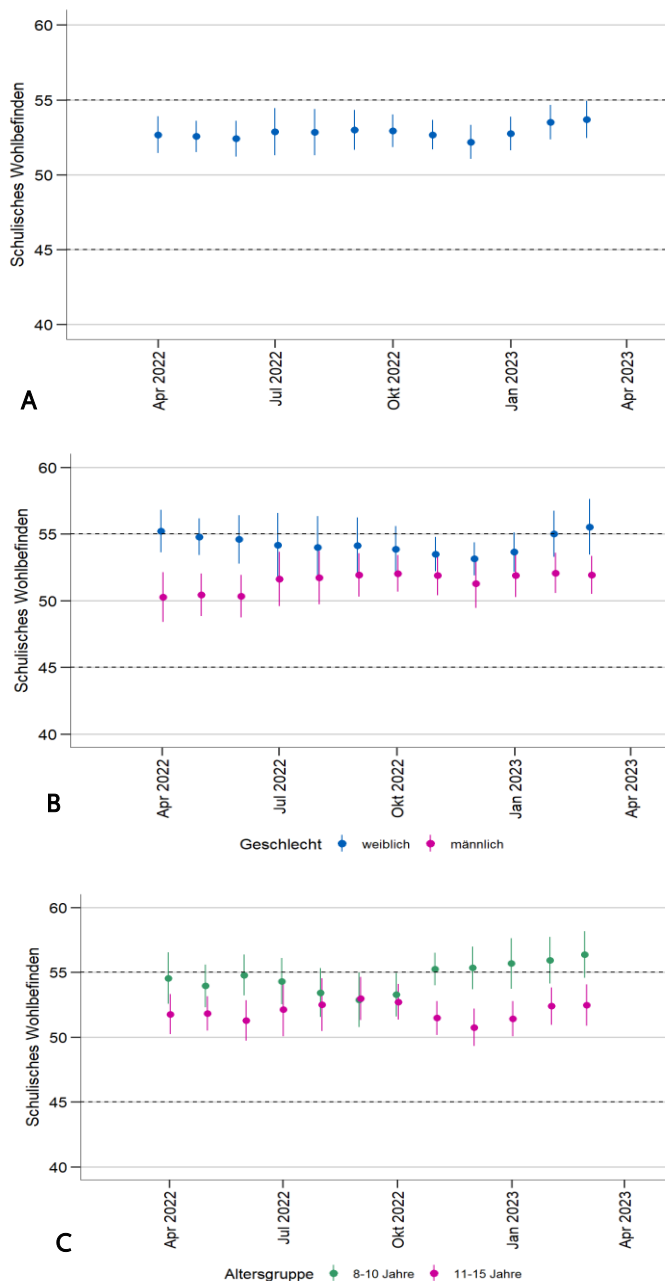 60
55
50
45
40
Schulisches Wohlbefinden
Apr 2022
Jul 2022
Okt 2022
Jan 2023
Apr 2023
A
60
55
50
45
40
Schulisches Wohlbefinden
Apr 2022
Jul 2022
Okt 2022
Jan 2023
Apr 2023
B
Geschlecht weiblich männlich
60
55
50
45
40
Schulisches Wohlbefinden
Apr 2022
Jul 2022
Okt 2022
Jan 2023
Apr 2023
C
Altersgruppe 8-10 Jahre 11-15 Jahre